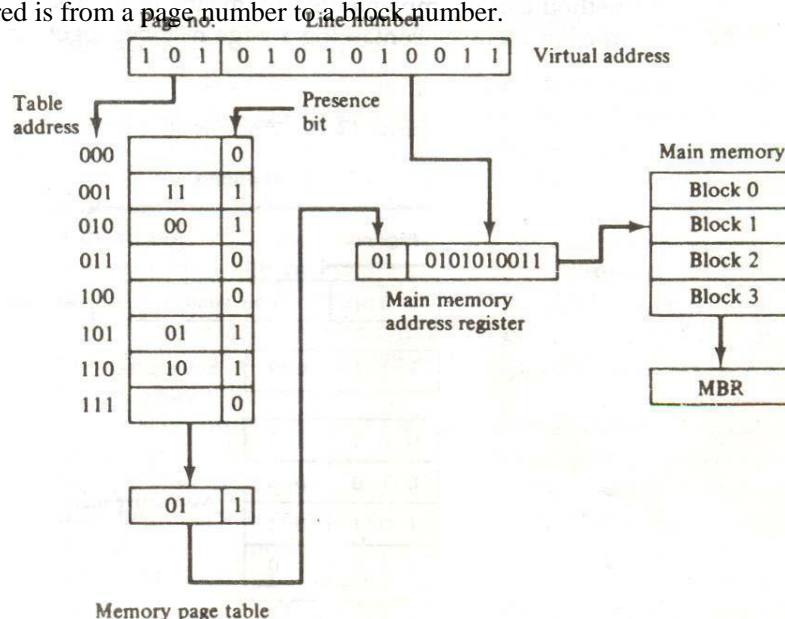 red is from a page number to a block number.
Page no. Line number
1 0 1 0 1 0 1 0 1 0 0 1 1 Virtual address
Table
address
Presence
bit
000 0
001 11 1
010 00 1
011 0
100 0
101 01 1
110 10 1
111 0
01 1
Memory page table
01 0101010011
Main memory
address register
Main memory
Block 0
Block 1
Block 2
Block 3
MBR